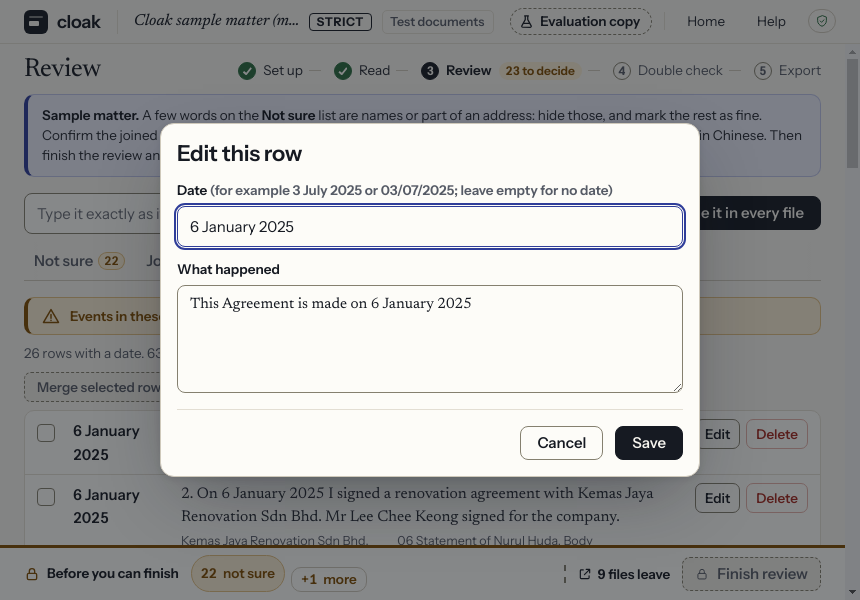 cloak
Cloak sample matter (m... STRICT Test documents Evaluation copy Home Help
Review
Set up Read 3 Review 23 to decide 4 Double check 5 Export
Sample matter. A few words on the Not sure list are names or part of an address: hide those, and mark the rest as fine.
Confirm the joined in Chinese. Then
finish the review an
Type it exactly as i e it in every file
Not sure 22 Jo
Events in these
26 rows with a date. 63
Merge selected row
Edit this row
Date (for example 3 July 2025 or 03/07/2025; leave empty for no date)
6 January 2025
What happened
This Agreement is made on 6 January 2025
Cancel Save
6 January
2025
Edit Delete
6 January
2025
2. On 6 January 2025 I signed a renovation agreement with Kemas Jaya
Renovation Sdn Bhd. Mr Lee Chee Keong signed for the company.
Edit Delete
Kemas Jaya Renovation Sdn Bhd. 06 Statement of Nurul Huda, Body
Before you can finish 22 not sure +1 more 9 files leave Finish review